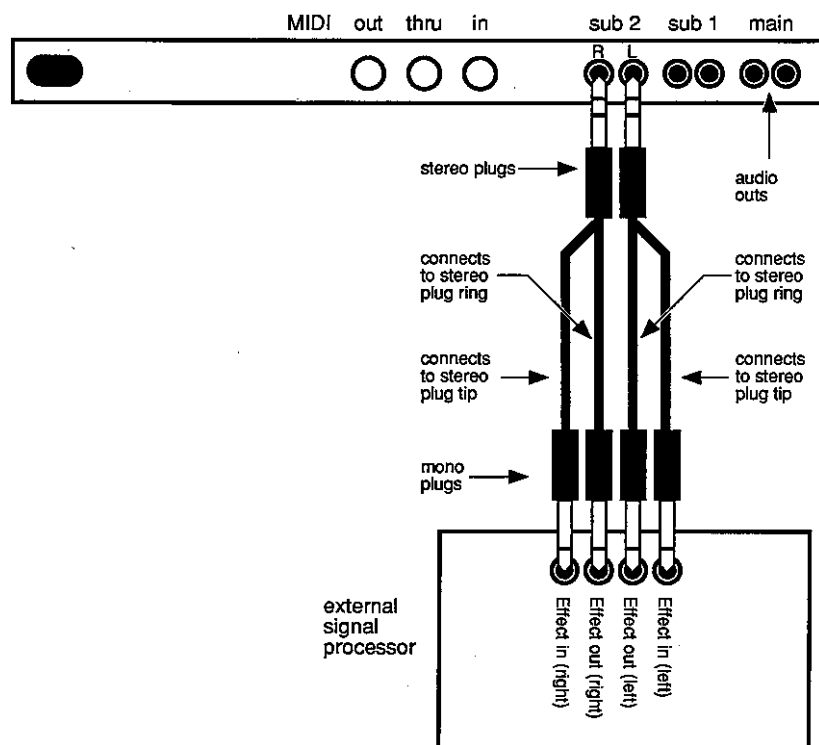 MIDI out thru in sub 2 sub 1 main
R L
stereo plugs
audio
outs
connects
to stereo
plug ring
connects
to stereo
plug ring
connects
to stereo
plug tip
connects
to stereo
plug tip
mono
plugs
external
signal
processor
Effect in (right)
Effect out (right)
Effect out (left)
Effect in (left)